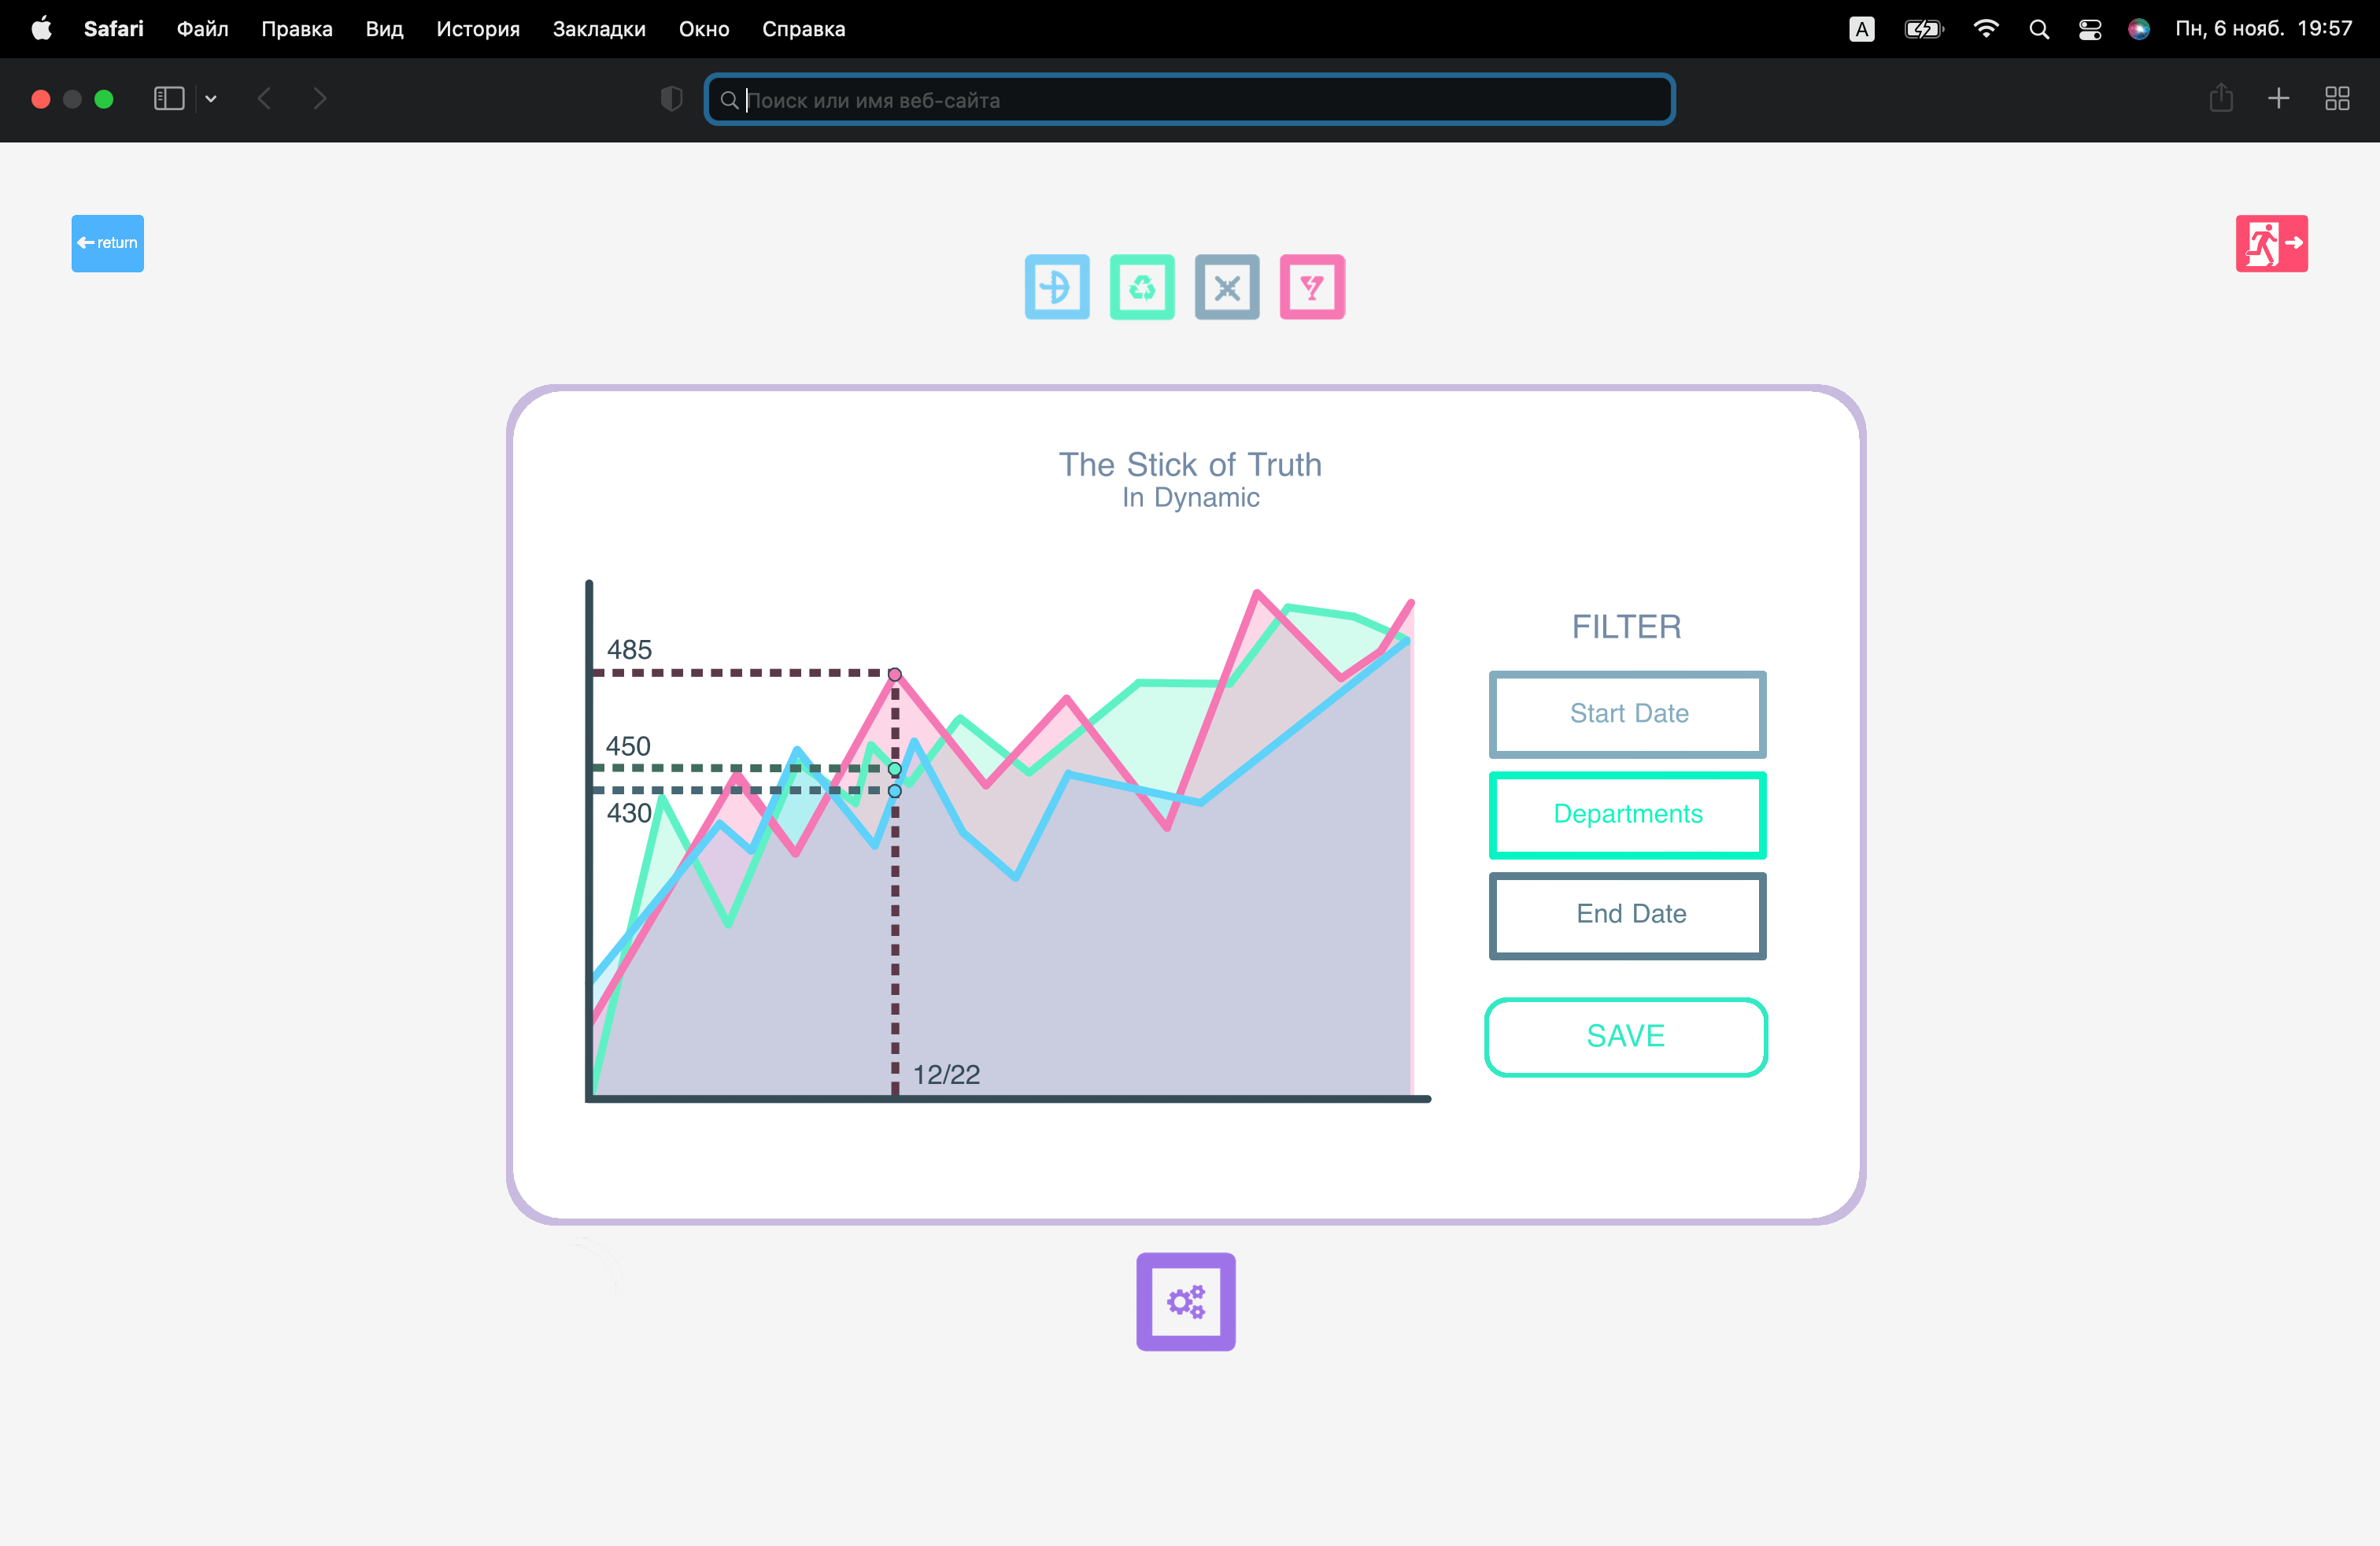 Safari Файл Правка Вид История Закладки Окно Справка A Пн, 6 нояб. 19:57
Поиск или имя веб-сайта
return
The Stick of Truth
In Dynamic
485
450
430
12/22
FILTER
Start Date
Departments
End Date
SAVE